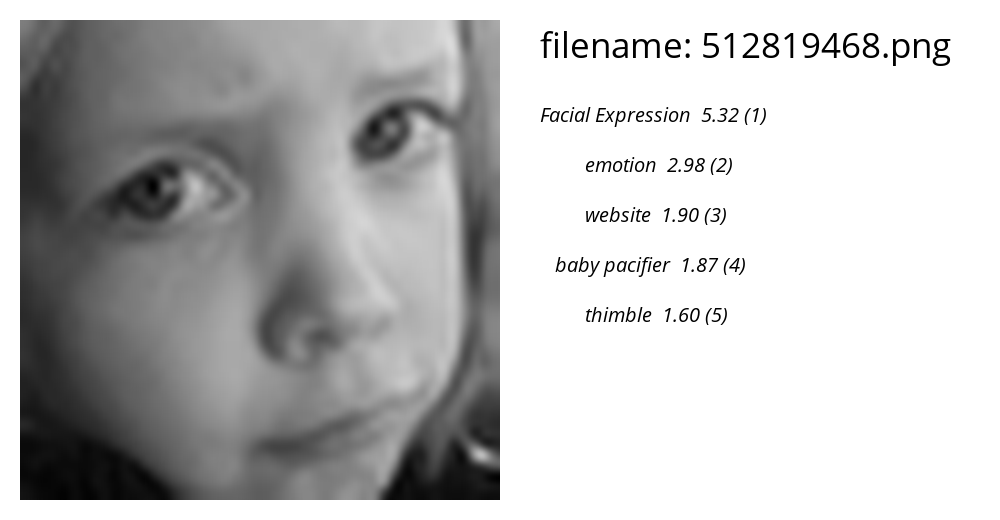 filename: 512819468.png
Facial Expression 5.32 (1)
emotion 2.98 (2)
website 1.90 (3)
baby pacifier 1.87 (4)
thimble 1.60 (5)